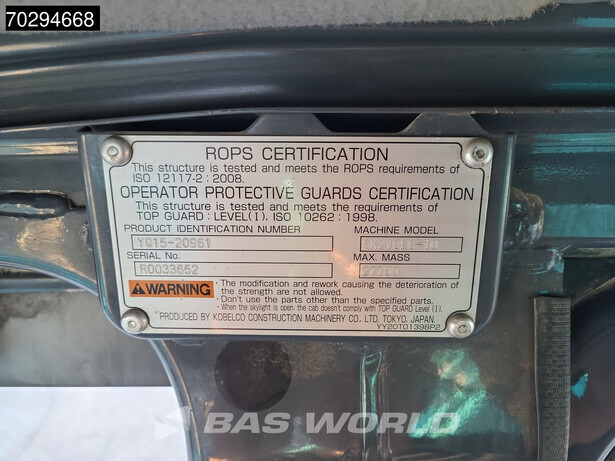 70294668
ROPS CERTIFICATION
This structure is tested and meets the ROPS requirements of
ISO 12117-2 : 2008.
OPERATOR PROTECTIVE GUARDS CERTIFICATION
This structure is tested and meets the requirements of
TOP GUARD : LEVEL(I). ISO 10262 : 1998.
PRODUCT IDENTIFICATION NUMBER MACHINE MODEL
YQ15-20961
SERIAL No. MAX. MASS
R0033652
WARNING
・The modification and rework causing the deterioration of
the strength are not allowed.
・Don't use the parts other than the specified parts.
・When the skylight is open, the cab doesn't comply with TOP GUARD Level(I).
PRODUCED BY KOBELCO CONSTRUCTION MACHINERY CO., LTD. TOKYO, JAPAN.
YY20T01398P2
BAS WORLD